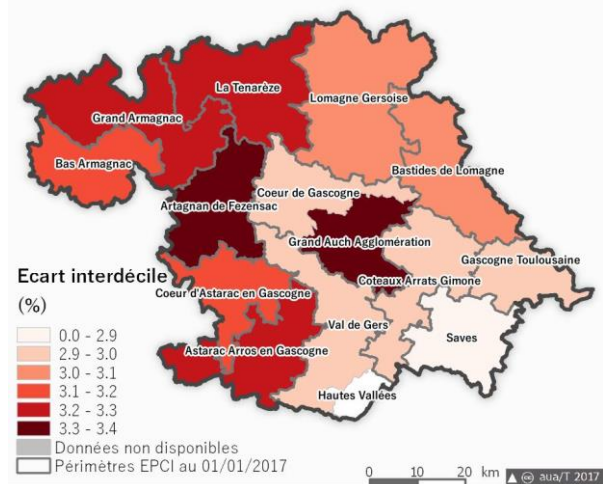 La Tenarèze
Lomagne Gersoise
Grand Armagnac
Bas Armagnac
Bastides de Lomagne
Coeur de Gascogne
Artagnan de Fezensac
Grand Auch Agglomération
Gascogne Toulousaine
Coteaux Arrats Gimone
Ecart interdécile
(%)
Coeur d'Astarac en Gascogne
Val de Gers
Saves
Astarac Arros en Gascogne
Hautes Vallées
0.0 - 2.9
2.9 - 3.0
3.0 - 3.1
3.1 - 3.2
3.2 - 3.3
3.3 - 3.4
Données non disponibles
Périmètres EPCI au 01/01/2017
0 10 20 km
cc aua/T 2017